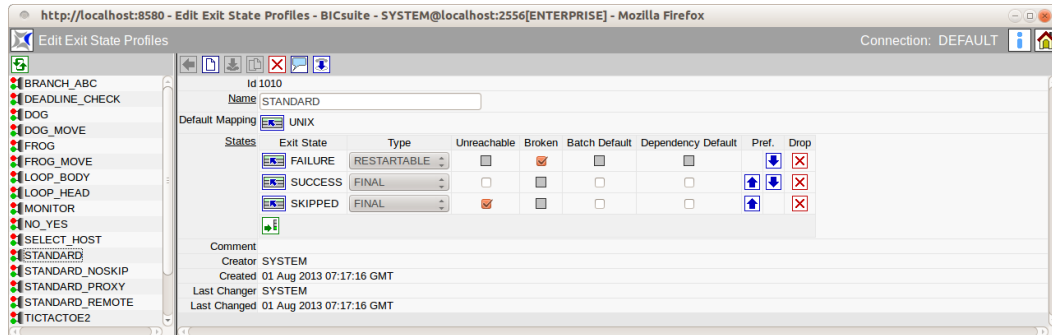 http://localhost:8580 - Edit Exit State Profiles - BICsuite - SYSTEM@localhost:2556[ENTERPRISE] - Mozilla Firefox
Edit Exit State Profiles Connection: DEFAULT
BRANCH_ABC
DEADLINE_CHECK
DOG
DOG_MOVE
FROG
FROG_MOVE
LOOP_BODY
LOOP_HEAD
MONITOR
NO_YES
SELECT_HOST
STANDARD
STANDARD_NOSKIP
STANDARD_PROXY
STANDARD_REMOTE
TICTACTOE2
Id 1010
Name STANDARD
Default Mapping UNIX
States Exit State Type Unreachable Broken Batch Default Dependency Default Pref. Drop
FAILURE RESTARTABLE
SUCCESS FINAL
SKIPPED FINAL
Comment
Creator SYSTEM
Created 01 Aug 2013 07:17:16 GMT
Last Changer SYSTEM
Last Changed 01 Aug 2013 07:17:16 GMT